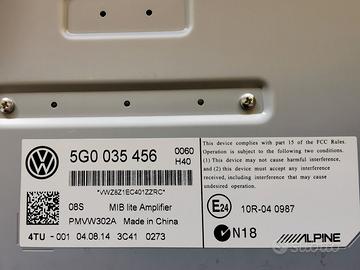 5G0 035 456
0060
H40
*VWZ8Z1EC401ZZRC*
08S MIB lite Amplifier
PMVW302A Made in China
4TU - 001 04.08.14 3C41 0273
This device complies with part 15 of the FCC Rules.
Operation is subject to the following two conditions:
(1) This device may not cause harmful interference,
and (2) this device must accept any interference
received, including interference that may cause
undesired operation.
E24 10R-04 0987
N18
ALPINE
subito